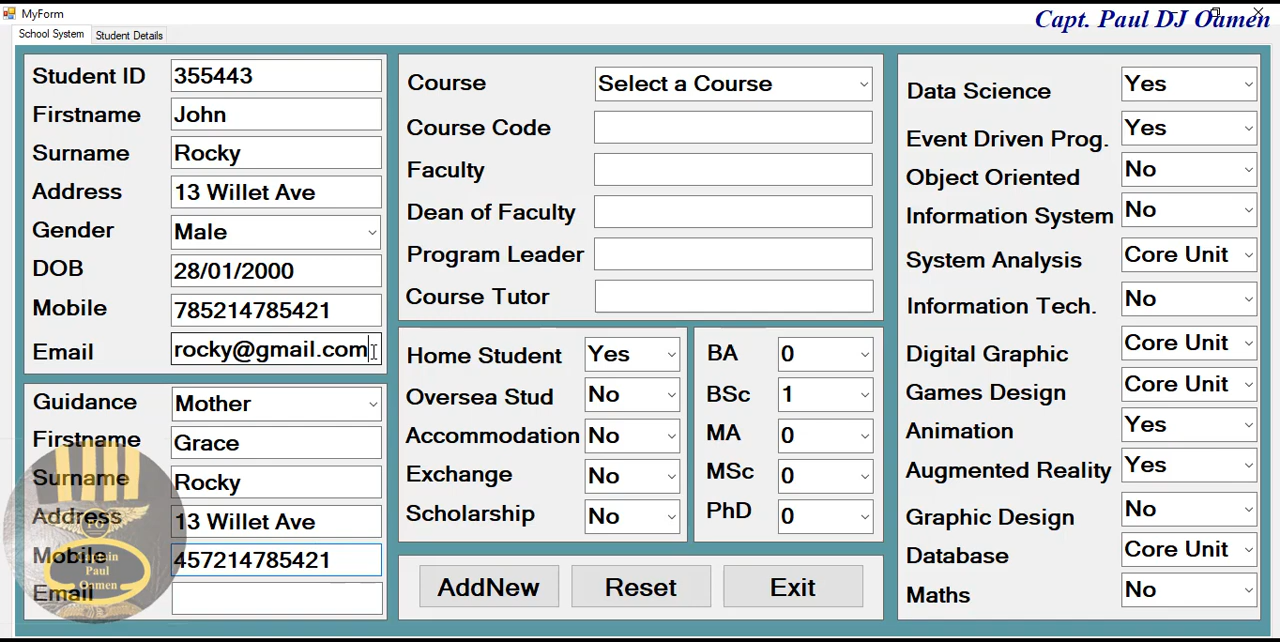 MyForm
Capt. Paul DJ Oamen
School System
Student Details
Student ID 355443
Firstname John
Surname Rocky
Address 13 Willet Ave
Gender Male
DOB 28/01/2000
Mobile 785214785421
Email rocky@gmail.com
Guidance Mother
Firstname Grace
Surname Rocky
Address 13 Willet Ave
Mobile 457214785421
Email
Captain
Paul
Oamen
Course Select a Course
Course Code
Faculty
Dean of Faculty
Program Leader
Course Tutor
Home Student Yes
Oversea Stud No
Accommodation No
Exchange No
Scholarship No
BA 0
BSc 1
MA 0
MSc 0
PhD 0
AddNew Reset Exit
Data Science Yes
Event Driven Prog. Yes
Object Oriented No
Information System No
System Analysis Core Unit
Information Tech. No
Digital Graphic Core Unit
Games Design Core Unit
Animation Yes
Augmented Reality Yes
Graphic Design No
Database Core Unit
Maths No